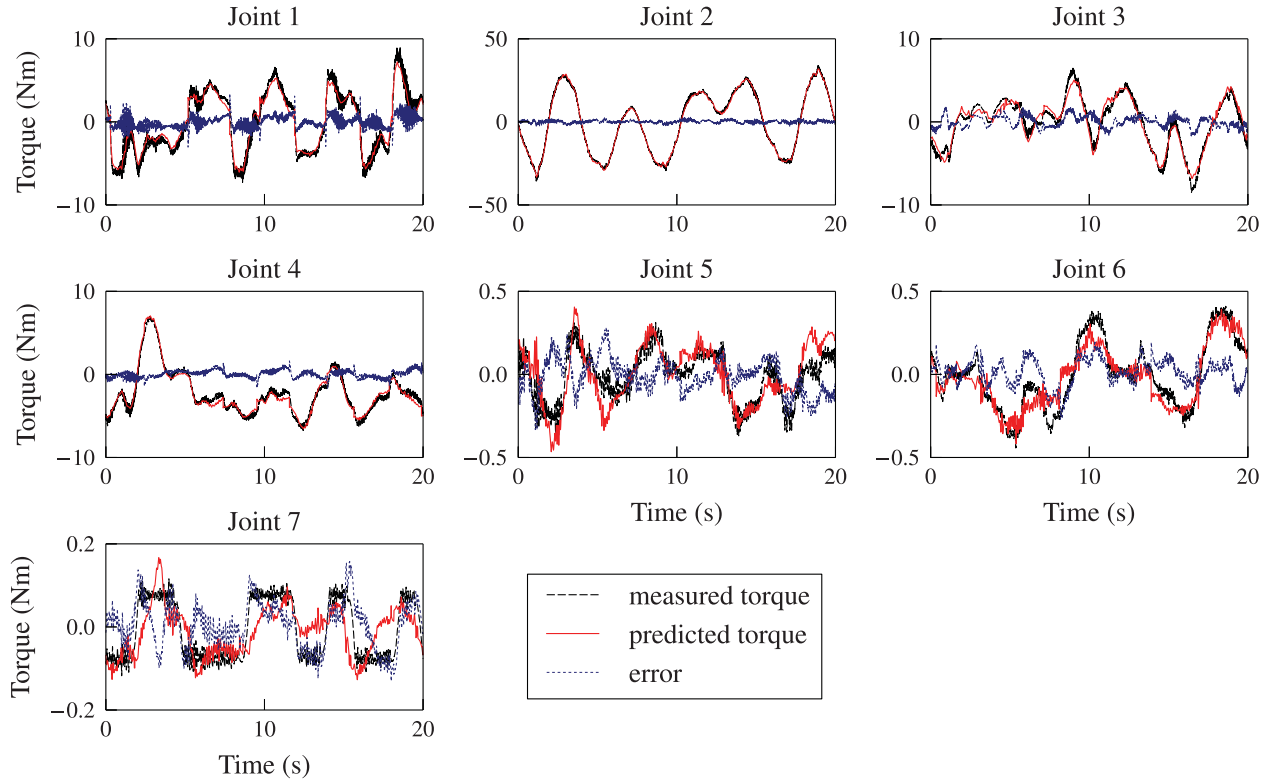 Joint 1
Joint 2
Joint 3
Torque (Nm)
10
0
−10
0
10
20
50
0
−50
0
10
20
10
0
−10
0
10
20
Joint 4
Joint 5
Joint 6
Torque (Nm)
10
0
−10
0
10
20
0.5
0.0
−0.5
0
10
20
0.5
0.0
−0.5
0
10
20
Time (s)
Time (s)
Joint 7
Torque (Nm)
0.2
0.0
−0.2
0
10
20
Time (s)
measured torque
predicted torque
error